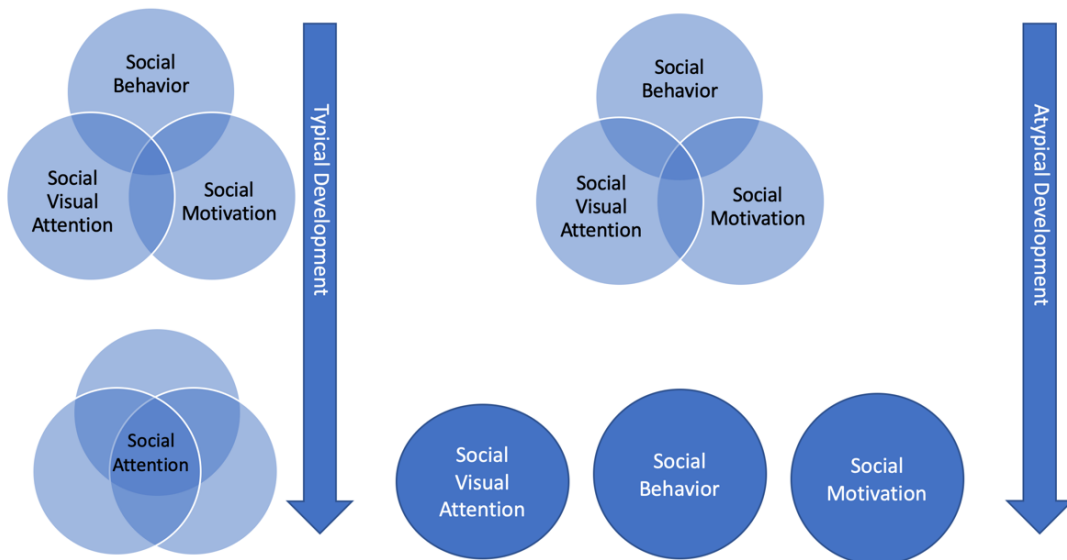 Social
Behavior
Social
Visual
Attention
Social
Motivation
Typical Development
Social
Behavior
Social
Visual
Attention
Social
Motivation
Atypical Development
Social
Attention
Social
Visual
Attention
Social
Behavior
Social
Motivation